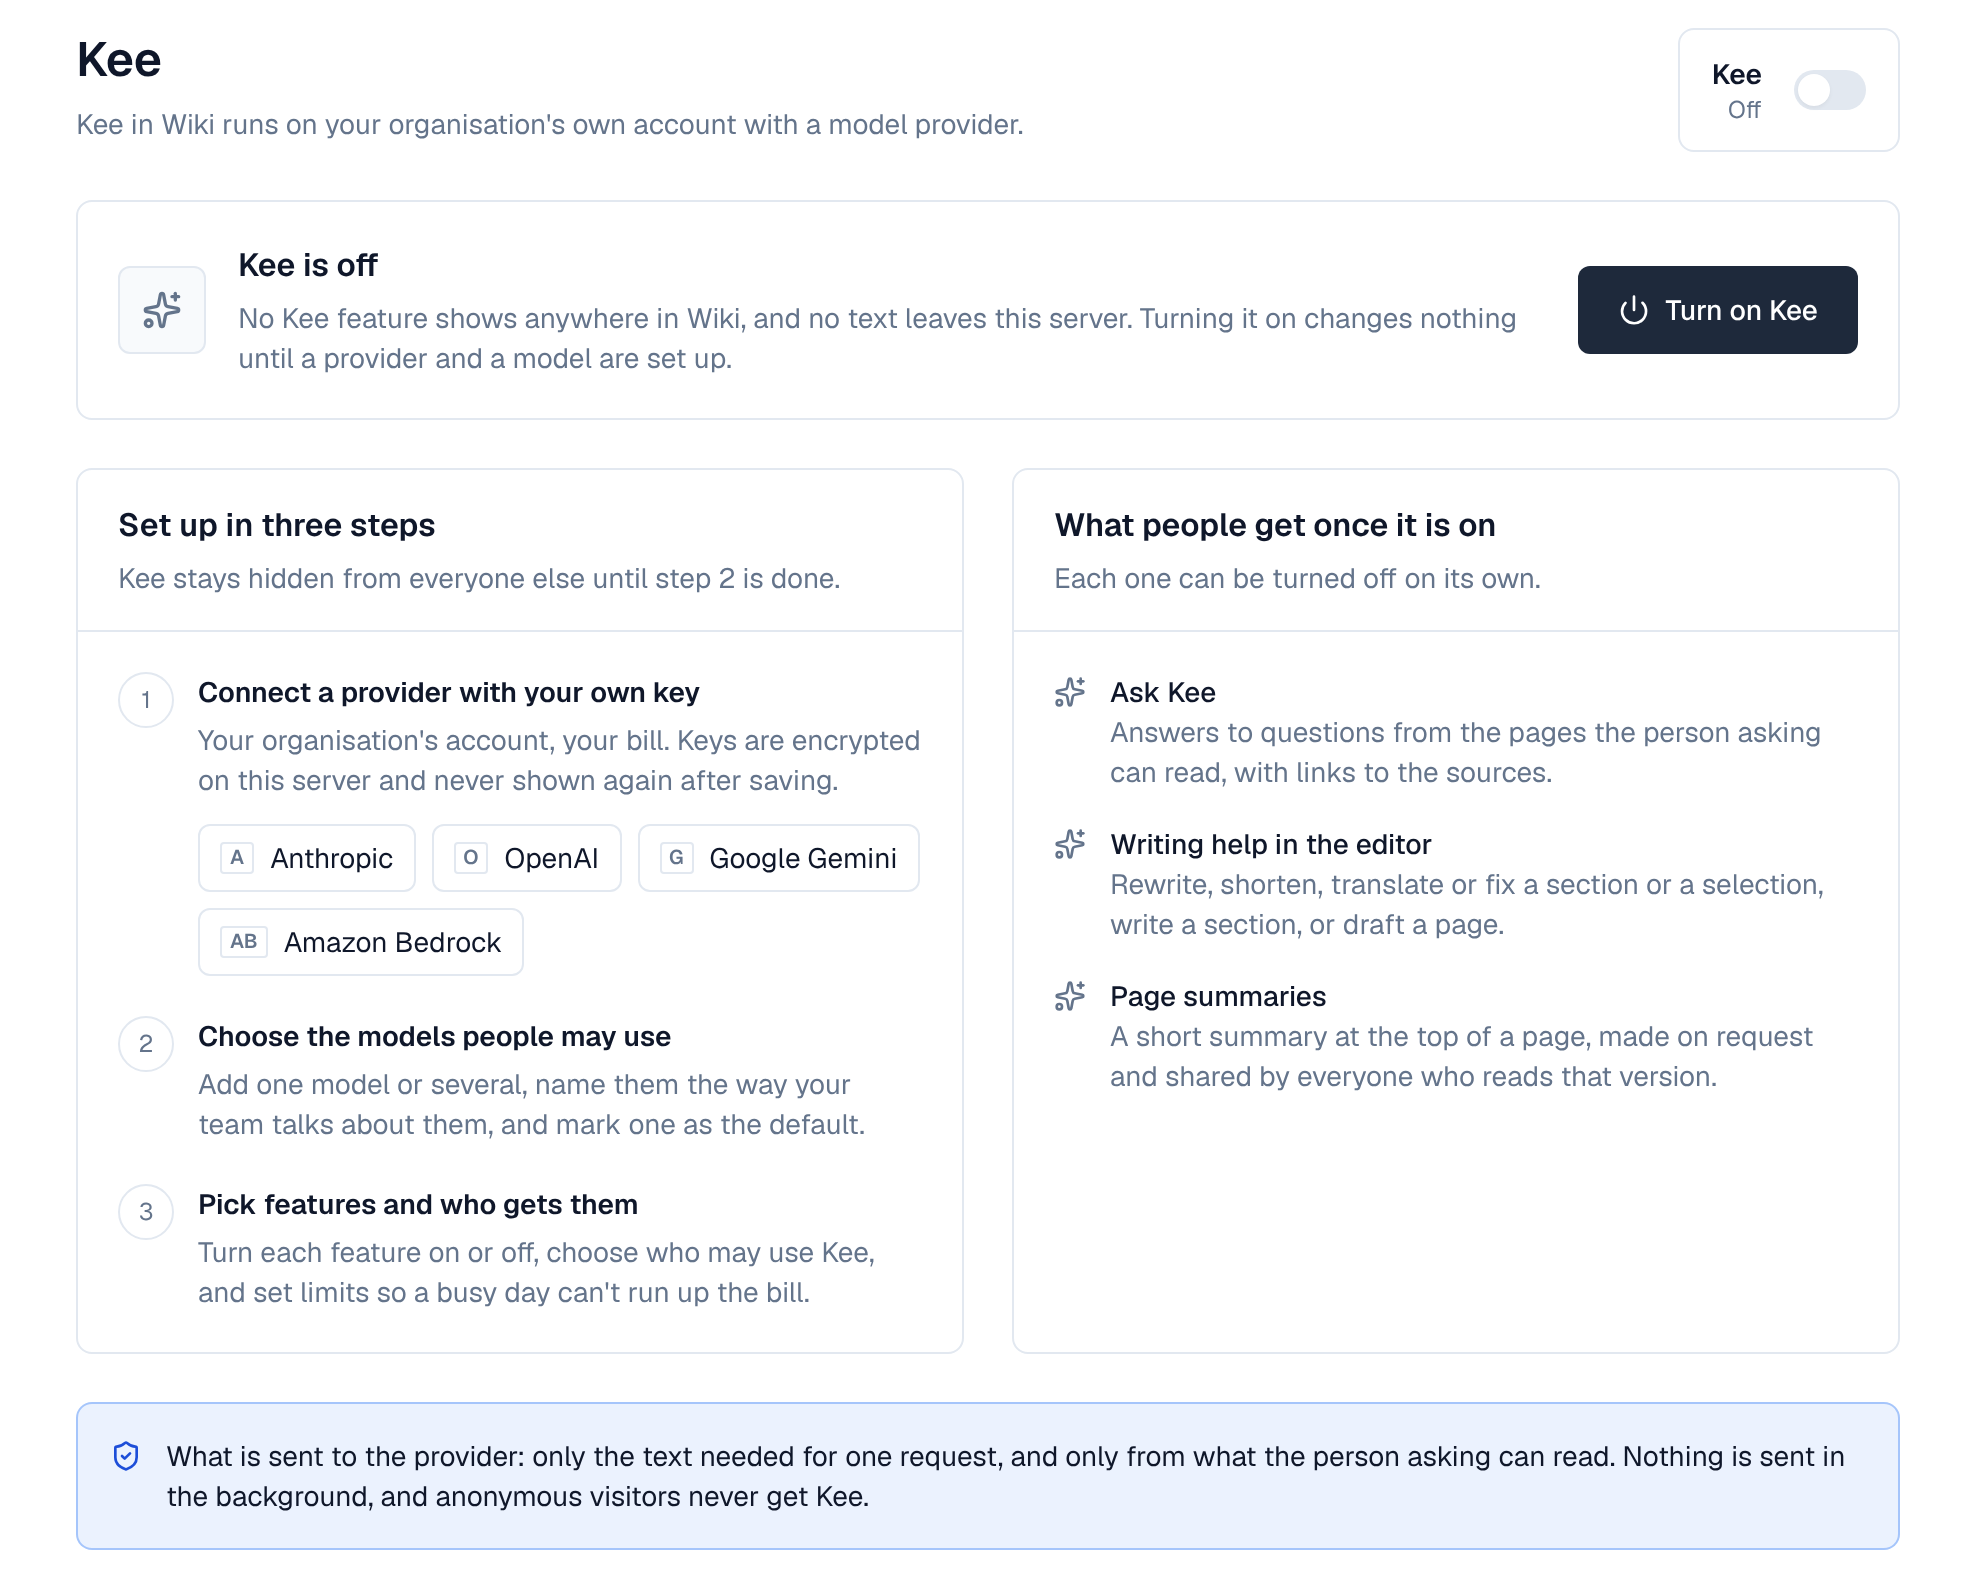 Kee
Kee in Wiki runs on your organisation's own account with a model provider.
Kee
Off
Kee is off
No Kee feature shows anywhere in Wiki, and no text leaves this server. Turning it on changes nothing
until a provider and a model are set up.
Turn on Kee
Set up in three steps
Kee stays hidden from everyone else until step 2 is done.
1
Connect a provider with your own key
Your organisation's account, your bill. Keys are encrypted
on this server and never shown again after saving.
A Anthropic
O OpenAI
G Google Gemini
AB Amazon Bedrock
2
Choose the models people may use
Add one model or several, name them the way your
team talks about them, and mark one as the default.
3
Pick features and who gets them
Turn each feature on or off, choose who may use Kee,
and set limits so a busy day can't run up the bill.
What people get once it is on
Each one can be turned off on its own.
Ask Kee
Answers to questions from the pages the person asking
can read, with links to the sources.
Writing help in the editor
Rewrite, shorten, translate or fix a section or a selection,
write a section, or draft a page.
Page summaries
A short summary at the top of a page, made on request
and shared by everyone who reads that version.
What is sent to the provider: only the text needed for one request, and only from what the person asking can read. Nothing is sent in
the background, and anonymous visitors never get Kee.